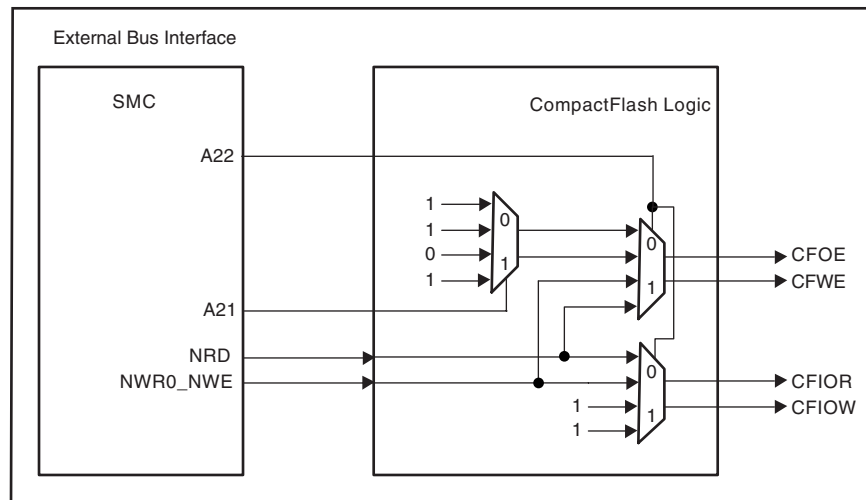 External Bus Interface
SMC
CompactFlash Logic
A22
1
1
0
1
0
1
0
1
CFOE
CFWE
A21
NRD
NWR0_NWE
0
1
1
1
CFIOR
CFIOW